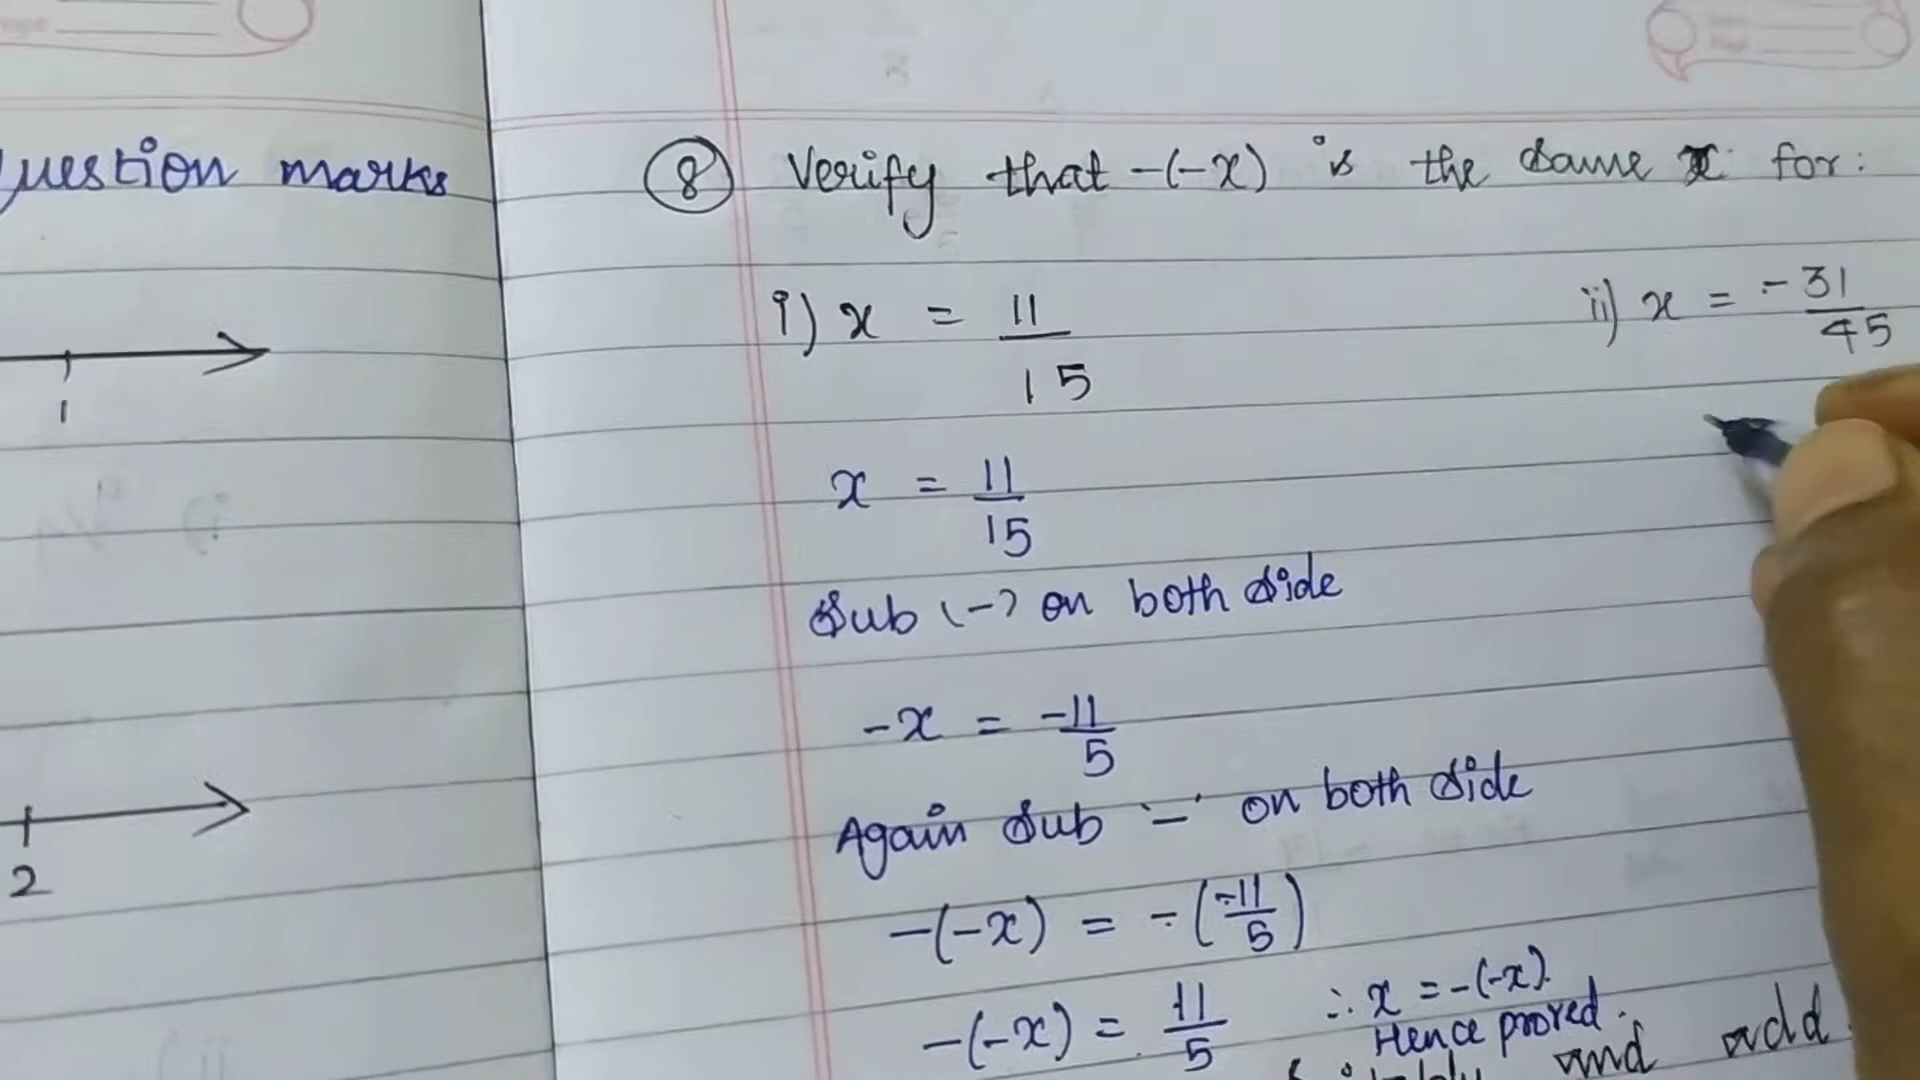 Question marks
1
2
⑧ Verify that -(-x) is the same x for:
i) x = 11/15
ii) x = -31/45
x = 11/15
Sub (-) on both side
-x = -11/5
Again Sub '-' on both side
-(-x) = -(-11/5)
-(-x) = 11/5
∴ x = -(-x).
Hence proved.
and add